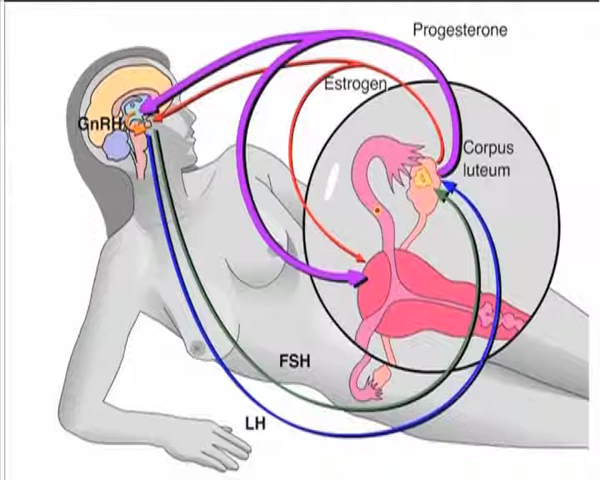 Progesterone
Estrogen
GnRH
Corpus
luteum
FSH
LH